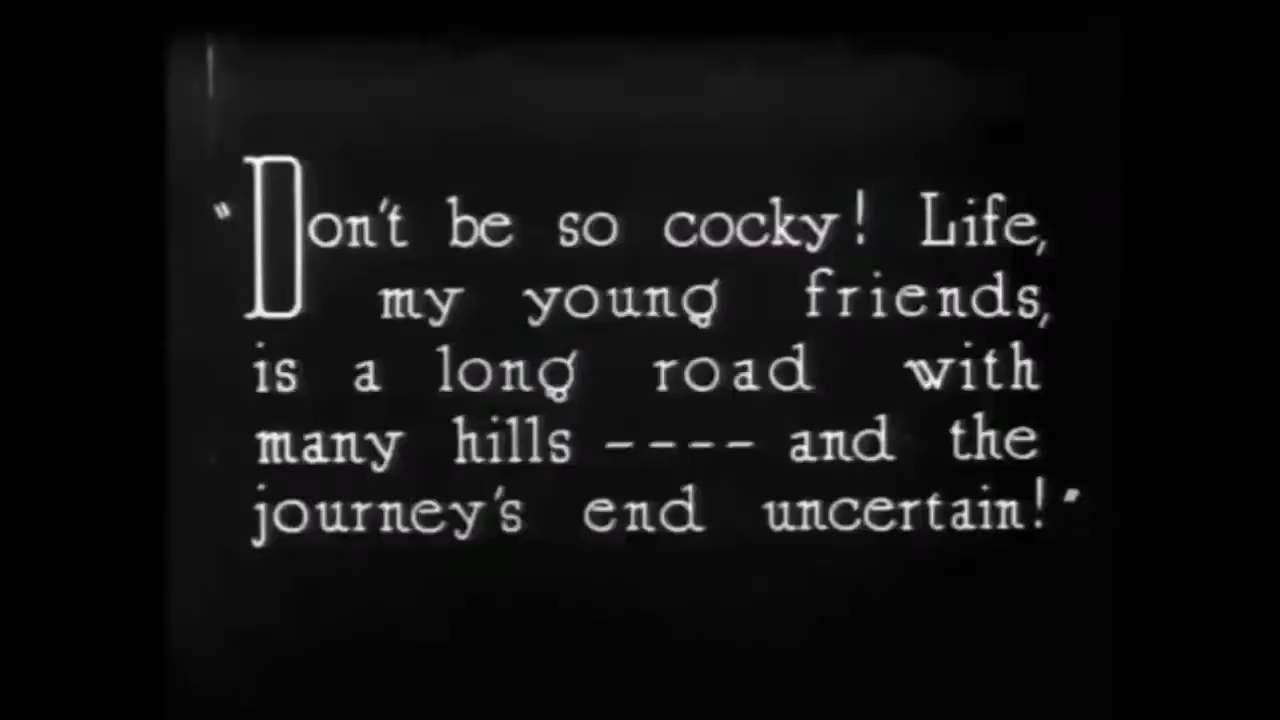 "Don't be so cocky! Life,
my young friends,
is a long road with
many hills ---- and the
journey's end uncertain!"